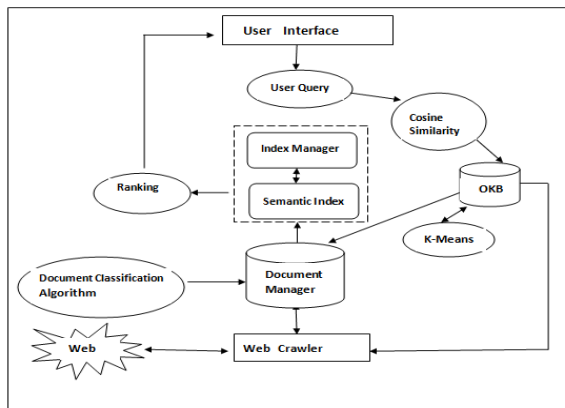 User Interface
User Query
Cosine
Similarity
Index Manager
Ranking
Semantic Index
OKB
K-Means
Document Classification
Algorithm
Document
Manager
Web
Web Crawler